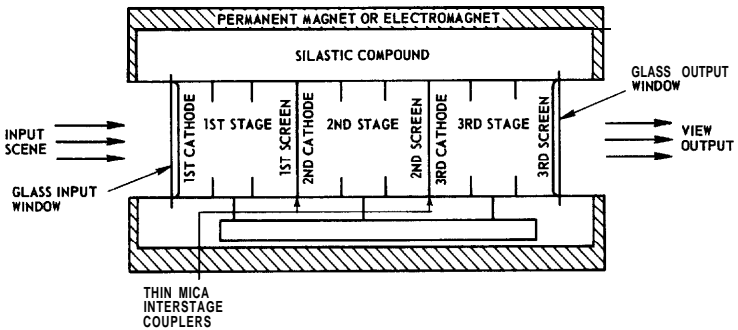 PERMANENT MAGNET OR ELECTROMAGNET
SILASTIC COMPOUND
GLASS OUTPUT
WINDOW
INPUT
SCENE
1ST CATHODE
1ST STAGE
1ST SCREEN
2ND CATHODE
2ND STAGE
2ND SCREEN
3RD CATHODE
3RD STAGE
3RD SCREEN
VIEW
OUTPUT
GLASS INPUT
WINDOW
THIN MICA
INTERSTAGE
COUPLERS